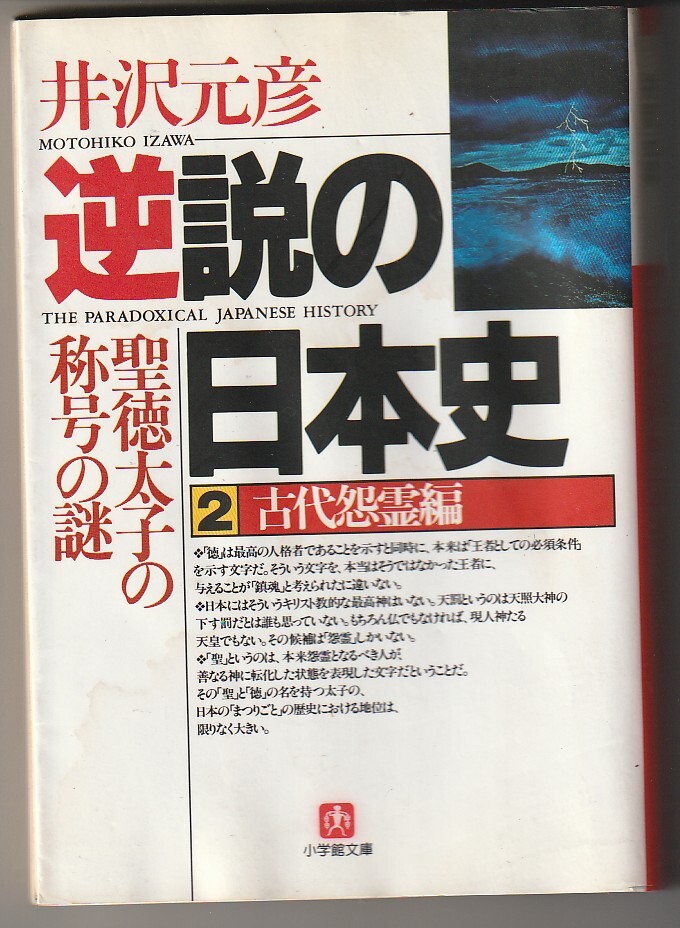 井沢元彦
MOTOHIKO IZAWA
逆説の
THE PARADOXICAL JAPANESE HISTORY
日本史
聖徳太子の
称号の謎
2 古代怨霊編
❖「徳」は最高の人格者であることを示すと同時に、本来は「王者としての必須条件」
を示す文字だ。そういう文字を、本当はそうではなかった王者に、
与えることが「鎮魂」と考えられたに違いない。
❖日本にはそういうキリスト教的な最高神はいない。天罰というのは天照大神の
下す罰だとは誰も思っていない。もちろん仏でもなければ、現人神たる
天皇でもない。その候補は「怨霊」しかいない。
❖「聖」というのは、本来怨霊となるべき人が、
善なる神に転化した状態を表現した文字だということだ。
その「聖」と「徳」の名を持つ太子の、
日本の「まつりごと」の歴史における地位は、
限りなく大きい。
小学館文庫